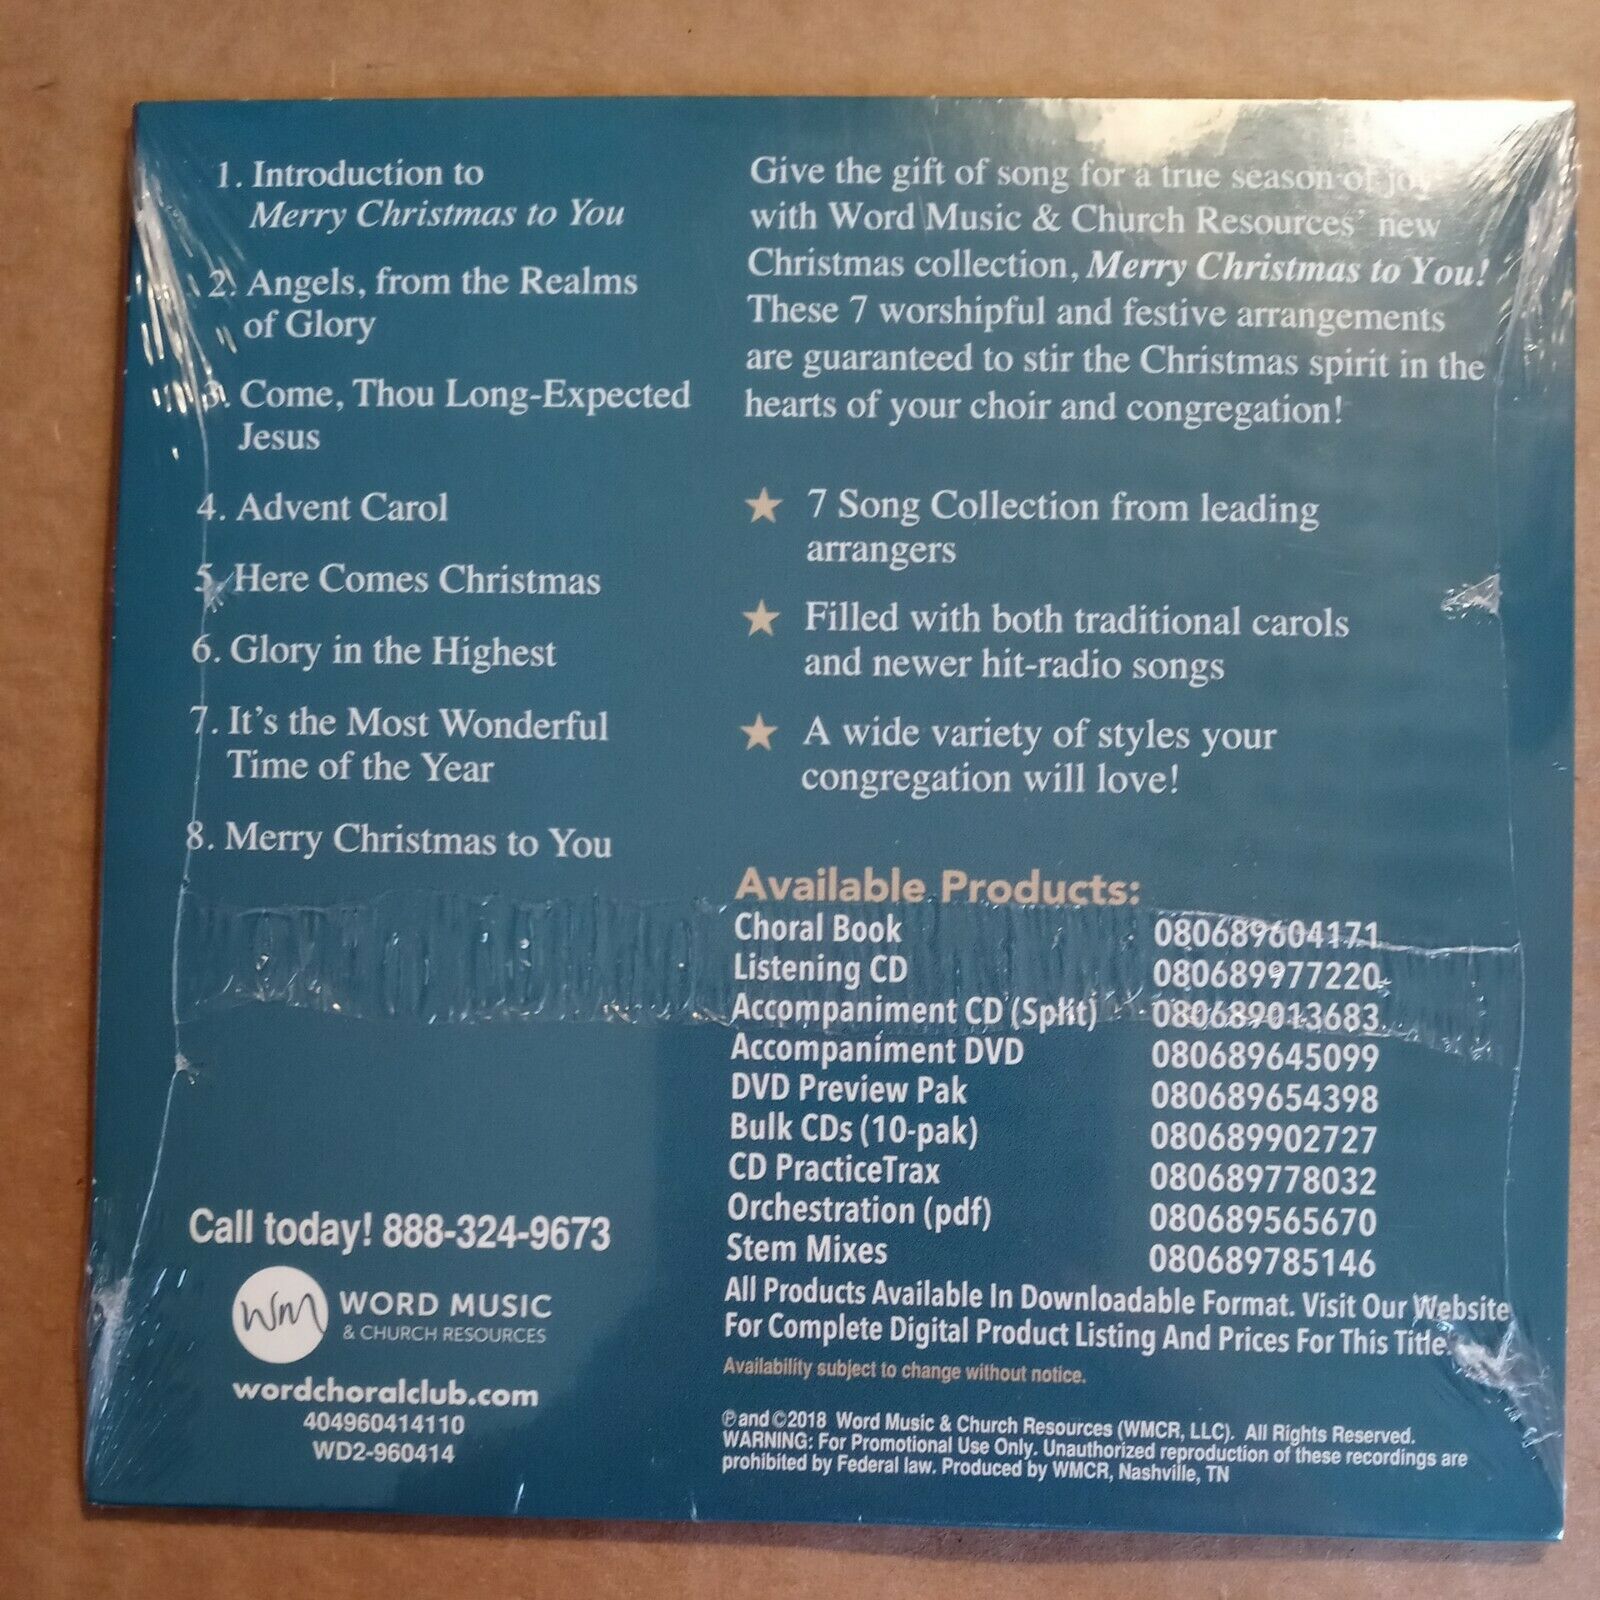 1. Introduction to
Merry Christmas to You
2. Angels, from the Realms
of Glory
3. Come, Thou Long-Expected
Jesus
4. Advent Carol
5. Here Comes Christmas
6. Glory in the Highest
7. It's the Most Wonderful
Time of the Year
8. Merry Christmas to You
Call today! 888-324-9673
WM
WORD MUSIC
& CHURCH RESOURCES
wordchoralclub.com
404960414110
WD2-960414
Give the gift of song for a true season of joy
with Word Music & Church Resources' new
Christmas collection, Merry Christmas to You!
These 7 worshipful and festive arrangements
are guaranteed to stir the Christmas spirit in the
hearts of your choir and congregation!
★ 7 Song Collection from leading
arrangers
★ Filled with both traditional carols
and newer hit-radio songs
★ A wide variety of styles your
congregation will love!
Available Products:
Choral Book 080689604171
Listening CD 080689977220
Accompaniment CD (Split) 080689013683
Accompaniment DVD 080689645099
DVD Preview Pak 080689654398
Bulk CDs (10-pak) 080689902727
CD PracticeTrax 080689778032
Orchestration (pdf) 080689565670
Stem Mixes 080689785146
All Products Available In Downloadable Format. Visit Our Website
For Complete Digital Product Listing And Prices For This Title.
Availability subject to change without notice.
℗ and ©2018 Word Music & Church Resources (WMCR, LLC). All Rights Reserved.
WARNING: For Promotional Use Only. Unauthorized reproduction of these recordings are
prohibited by Federal law. Produced by WMCR, Nashville, TN